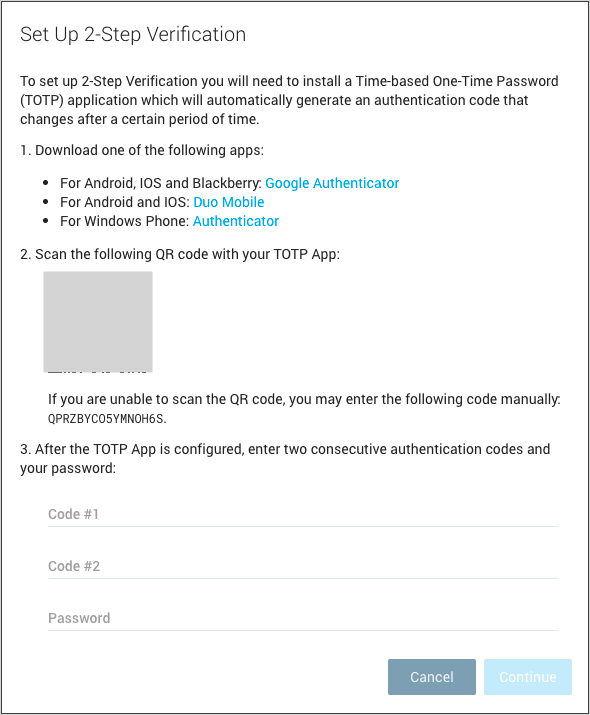 Set Up 2-Step Verification
To set up 2-Step Verification you will need to install a Time-based One-Time Password
(TOTP) application which will automatically generate an authentication code that
changes after a certain period of time.
1. Download one of the following apps:
• For Android, IOS and Blackberry: Google Authenticator
• For Android and IOS: Duo Mobile
• For Windows Phone: Authenticator
2. Scan the following QR code with your TOTP App:
If you are unable to scan the QR code, you may enter the following code manually:
QPRZBYCO5YMNOH6S.
3. After the TOTP App is configured, enter two consecutive authentication codes and
your password:
Code #1
Code #2
Password
Cancel Continue